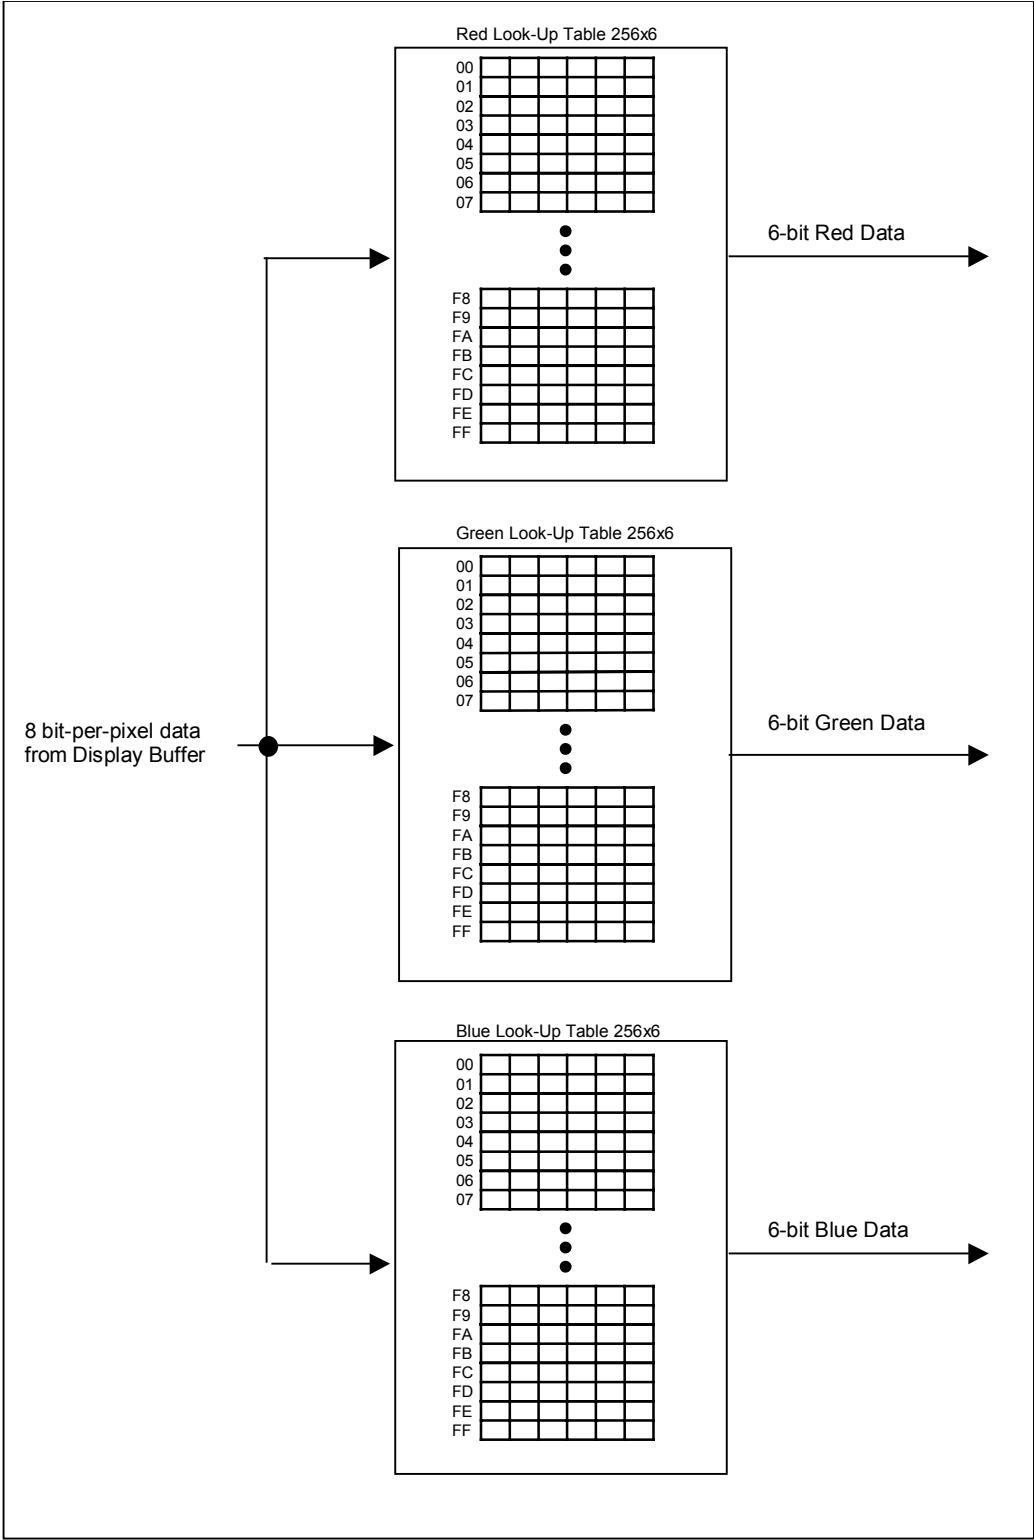 Red Look-Up Table 256x6
00
01
02
03
04
05
06
07
F8
F9
FA
FB
FC
FD
FE
FF
6-bit Red Data
Green Look-Up Table 256x6
00
01
02
03
04
05
06
07
F8
F9
FA
FB
FC
FD
FE
FF
8 bit-per-pixel data
from Display Buffer
6-bit Green Data
Blue Look-Up Table 256x6
00
01
02
03
04
05
06
07
F8
F9
FA
FB
FC
FD
FE
FF
6-bit Blue Data